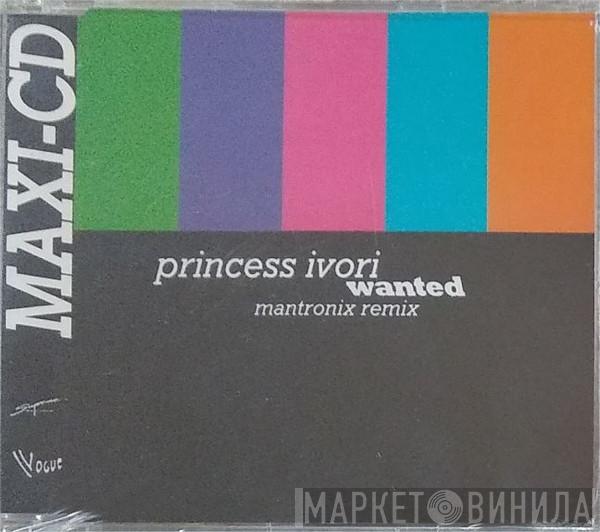 MAXI-CD
princess ivori
wanted
mantronix remix
Vogue
МАРКЕТ ВИНИЛА